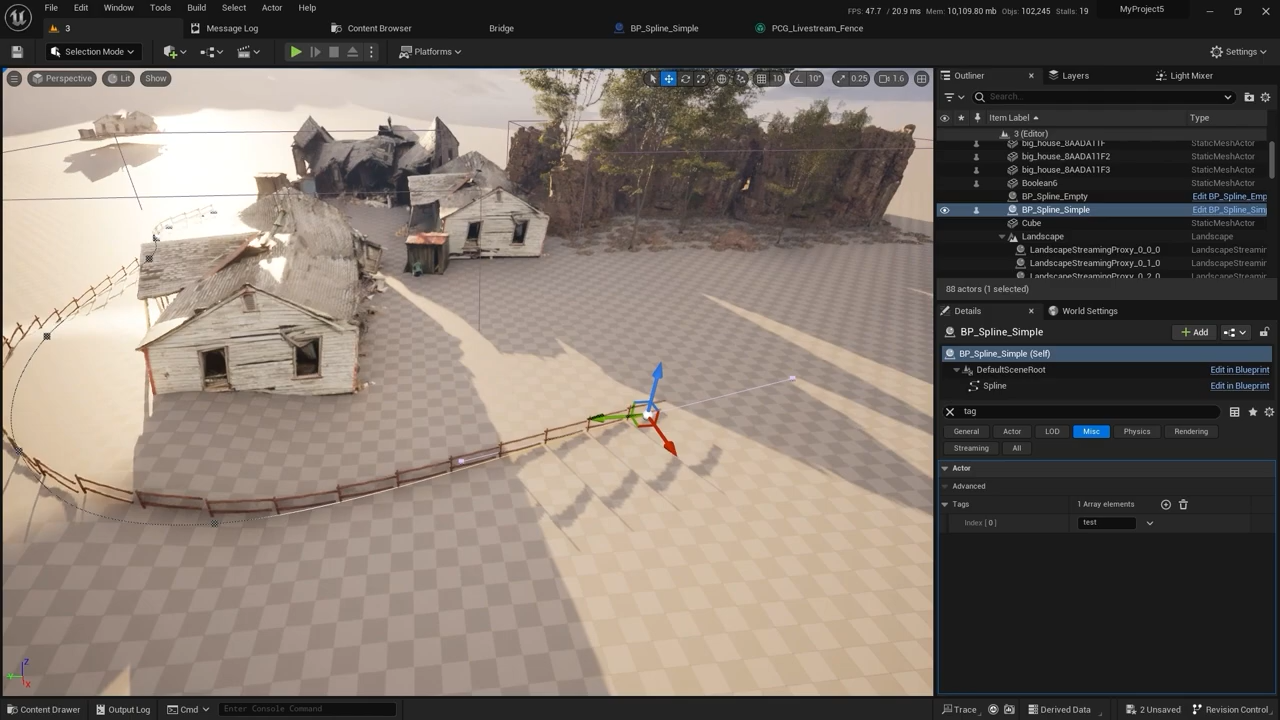 File Edit Window Tools Build Select Actor Help
FPS: 47.7 / 20.9 ms Mem: 10,109.80 mb Objs: 102,245 Stalls: 19 MyProject5
3 Message Log Content Browser Bridge BP_Spline_Simple PCG_Livestream_Fence
Selection Mode Platforms Settings
Perspective Lit Show 10 10° 0.25 1.6
Outliner Layers Light Mixer
Search...
Item Label Type
3 (Editor)
big_house_8AADA11F StaticMeshActor
big_house_8AADA11F2 StaticMeshActor
big_house_8AADA11F3 StaticMeshActor
Boolean6 StaticMeshActor
BP_Spline_Empty Edit BP_Spline_Emp
BP_Spline_Simple Edit BP_Spline_Sim
Cube StaticMeshActor
Landscape Landscape
LandscapeStreamingProxy_0_0_0 LandscapeStreamir
LandscapeStreamingProxy_0_1_0 LandscapeStreamir
LandscapeStreamingProxy_0_2_0 LandscapeStreamir
88 actors (1 selected)
Details World Settings
BP_Spline_Simple Add
BP_Spline_Simple (Self)
DefaultSceneRoot Edit in Blueprint
Spline Edit in Blueprint
tag
General Actor LOD Misc Physics Rendering
Streaming All
Actor
Advanced
Tags 1 Array elements
Index [ 0 ] test
Z
X
Content Drawer Output Log Cmd Enter Console Command Trace Derived Data 2 Unsaved Revision Control